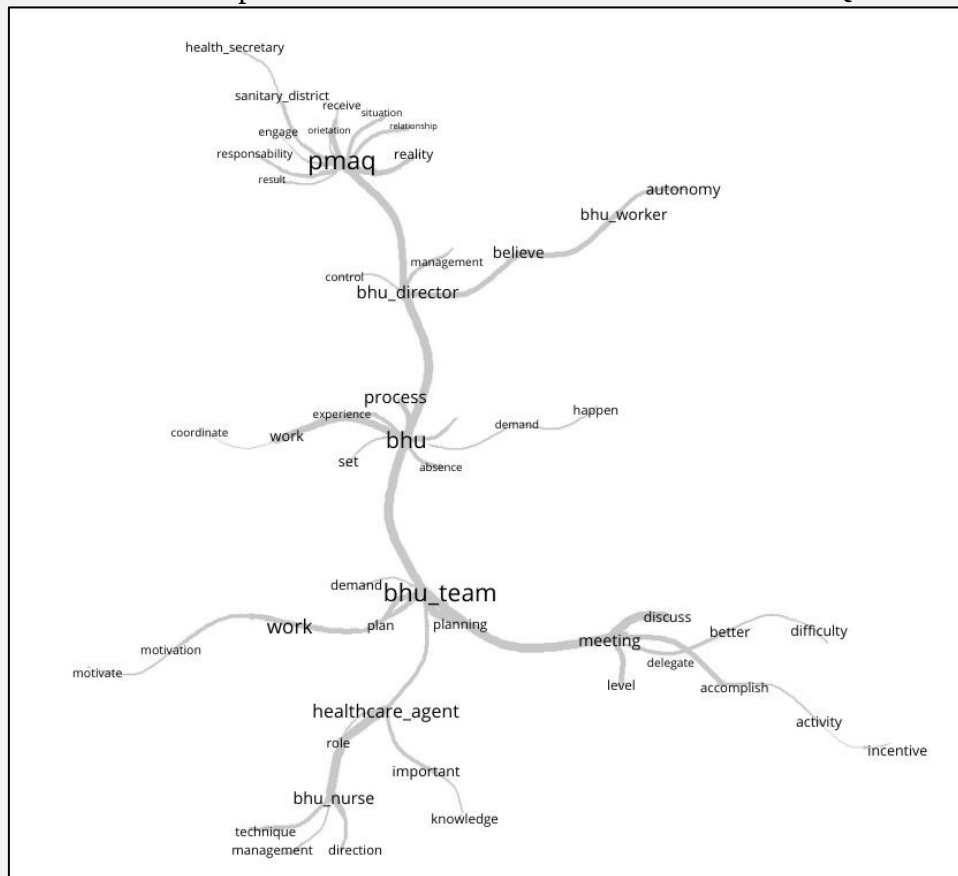 health_secretary
sanitary_district
receive
situation
engage
orietation
relationship
responsability
pmaq
reality
result
autonomy
bhu_worker
believe
management
control
bhu_director
process
experience
happen
coordinate
work
bhu
demand
set
absence
demand
bhu_team
work
plan
planning
discuss
meeting
better
difficulty
motivation
delegate
motivate
level
accomplish
healthcare_agent
activity
role
incentive
important
bhu_nurse
knowledge
technique
management
direction